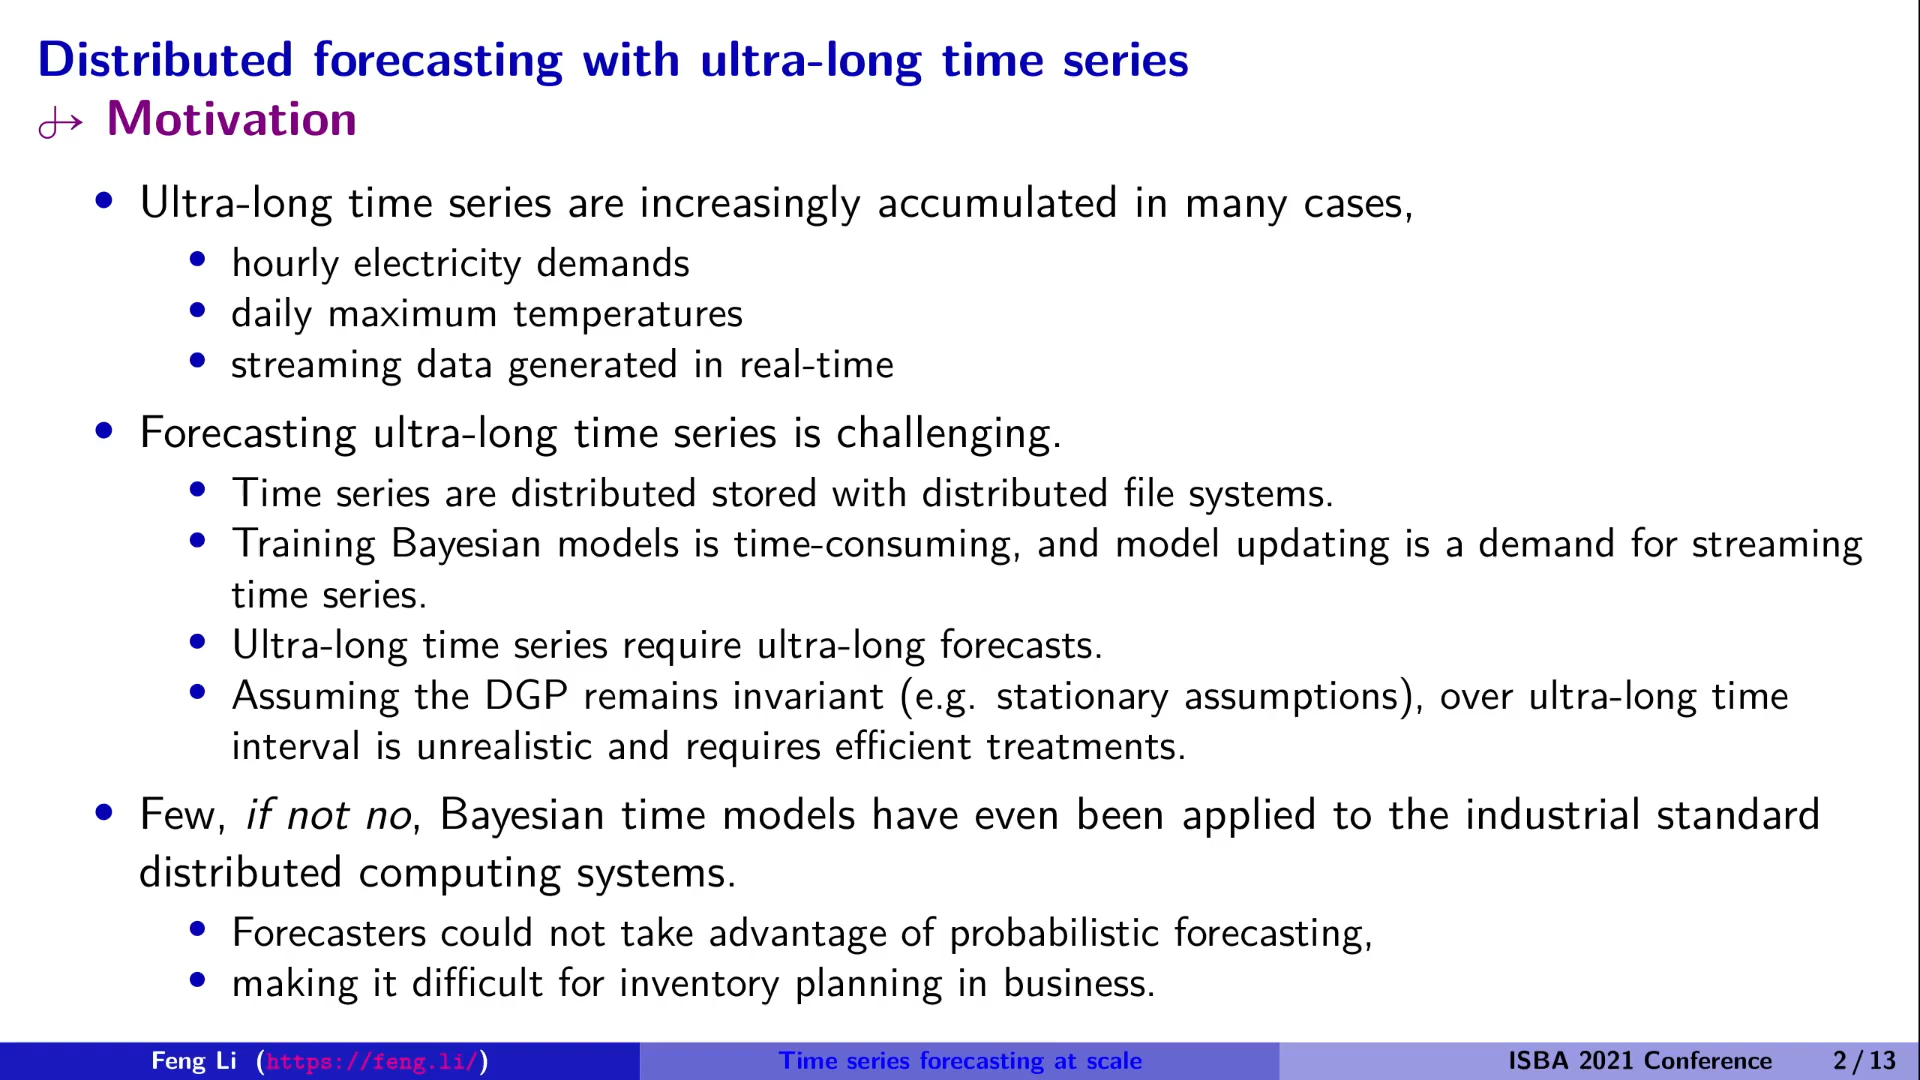 Distributed forecasting with ultra-long time series
Motivation
• Ultra-long time series are increasingly accumulated in many cases,
• hourly electricity demands
• daily maximum temperatures
• streaming data generated in real-time
• Forecasting ultra-long time series is challenging.
• Time series are distributed stored with distributed file systems.
• Training Bayesian models is time-consuming, and model updating is a demand for streaming
time series.
• Ultra-long time series require ultra-long forecasts.
• Assuming the DGP remains invariant (e.g. stationary assumptions), over ultra-long time
interval is unrealistic and requires efficient treatments.
• Few, if not no, Bayesian time models have even been applied to the industrial standard
distributed computing systems.
• Forecasters could not take advantage of probabilistic forecasting,
• making it difficult for inventory planning in business.
Feng Li (https://feng.li/) Time series forecasting at scale ISBA 2021 Conference 2 / 13